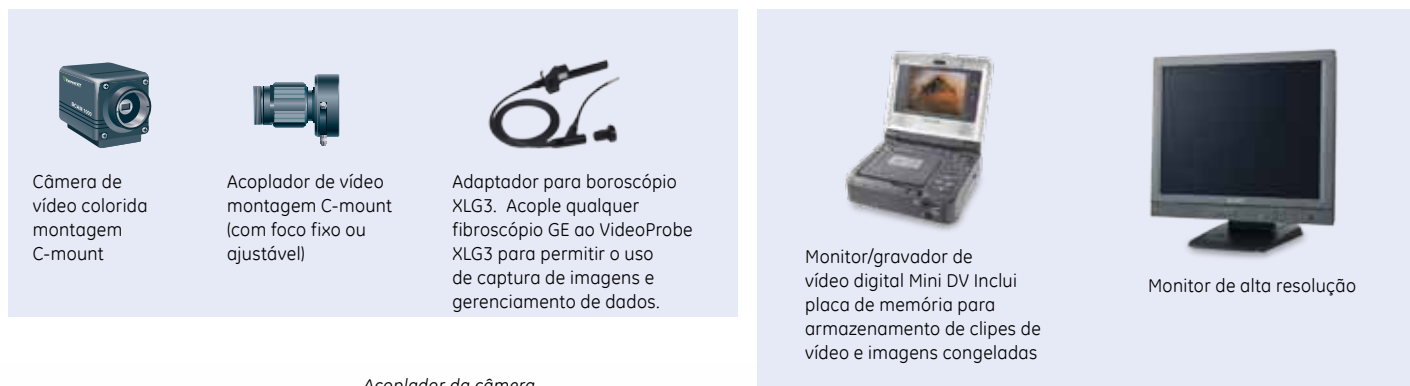 Câmera de
vídeo colorida
montagem
C-mount
Acoplador de vídeo
montagem C-mount
(com foco fixo ou
ajustável)
Adaptador para boroscópio
XLG3. Acople qualquer
fibroscópio GE ao VideoProbe
XLG3 para permitir o uso
de captura de imagens e
gerenciamento de dados.
Monitor/gravador de
vídeo digital Mini DV Inclui
placa de memória para
armazenamento de clipes de
vídeo e imagens congeladas
Monitor de alta resolução
Acoplador da câmera